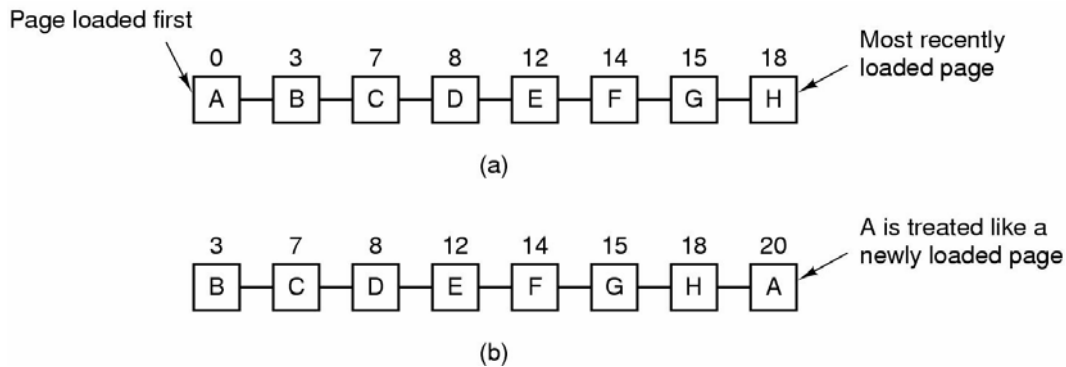 Page loaded first
0 3 7 8 12 14 15 18
Most recently
loaded page
A B C D E F G H
(a)
3 7 8 12 14 15 18 20
A is treated like a
newly loaded page
B C D E F G H A
(b)